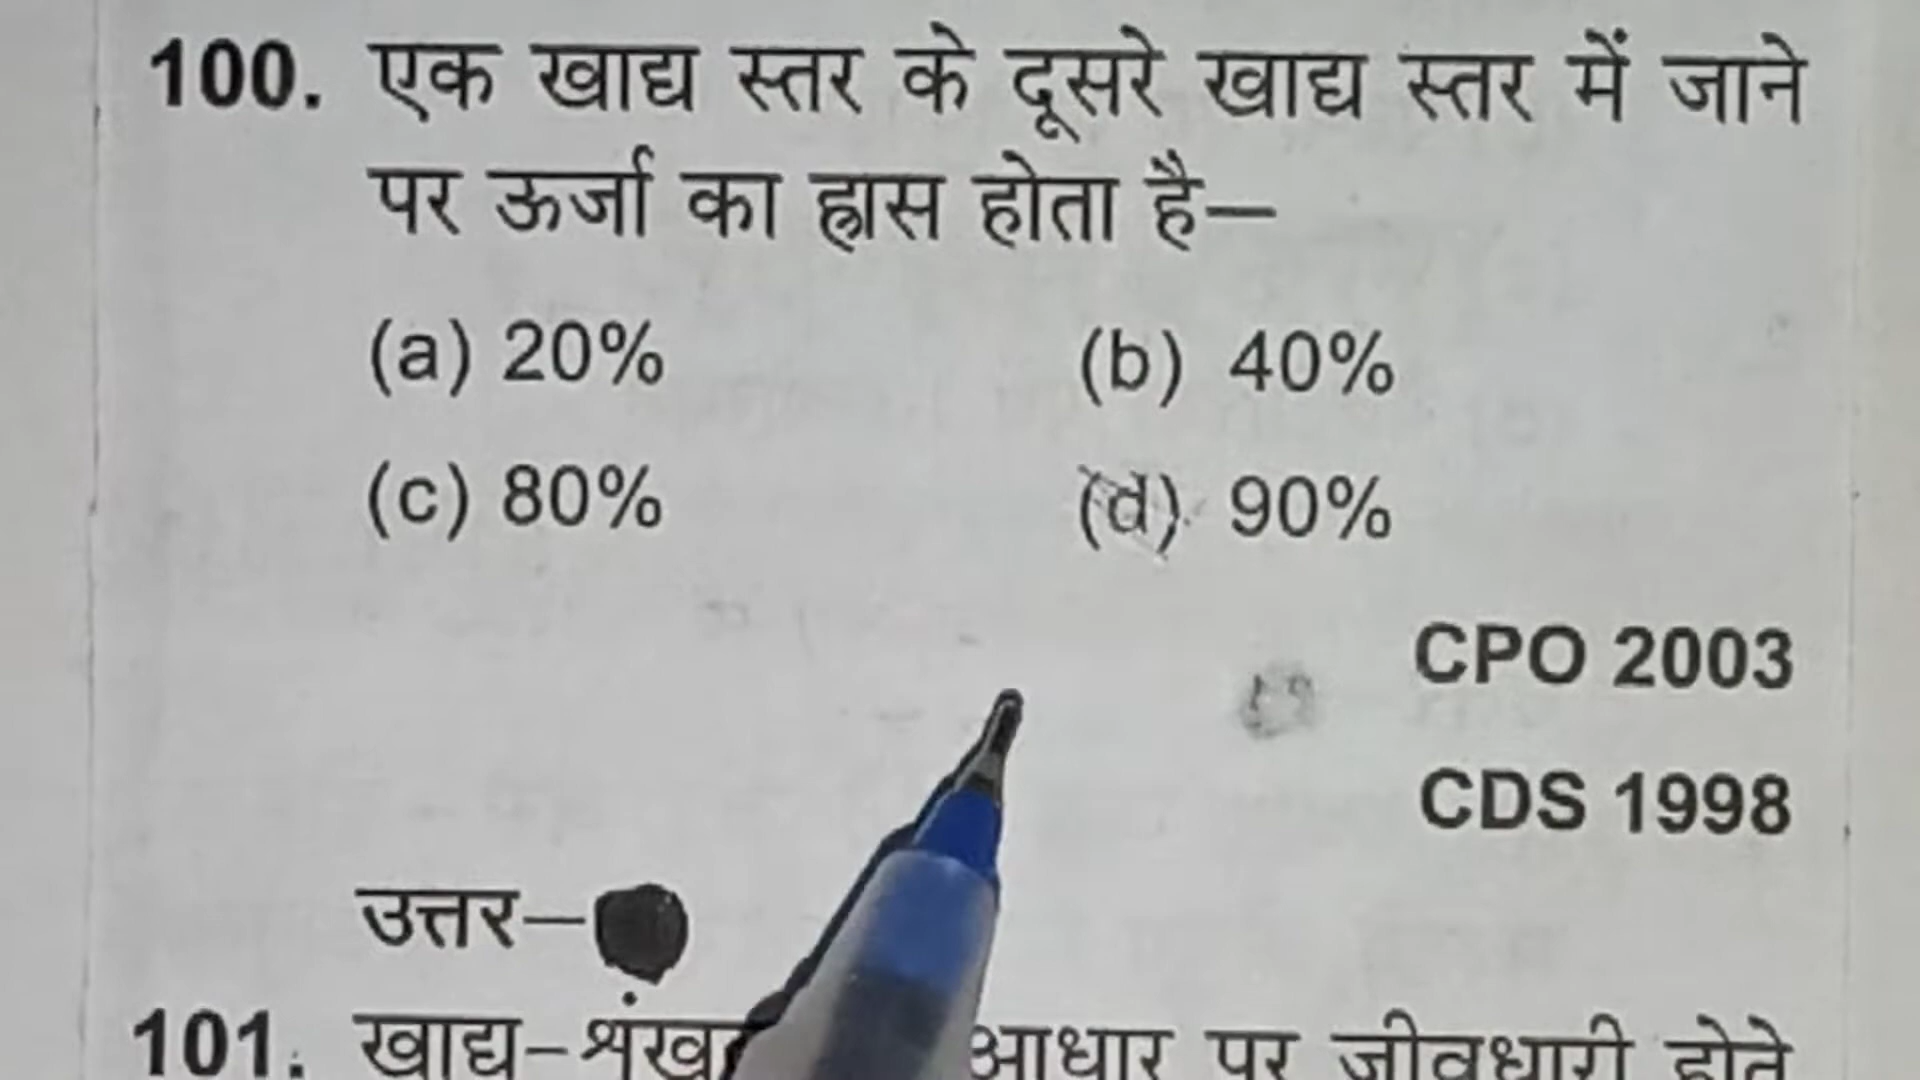 100. एक खाद्य स्तर के दूसरे खाद्य स्तर में जाने
पर ऊर्जा का ह्रास होता है—
(a) 20% (b) 40%
(c) 80% (d) 90%
CPO 2003
CDS 1998
उत्तर—
101. खाद्य-शृंख आधार पर जीवधारी होते